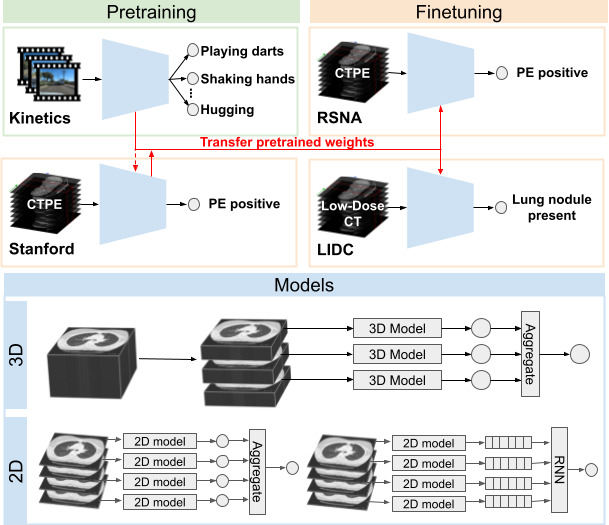 Pretraining
Finetuning
Playing darts
Shaking hands
Hugging
Kinetics
CTPE
PE positive
RSNA
Transfer pretrained weights
CTPE
PE positive
Stanford
Low-Dose
CT
Lung nodule
present
LIDC
Models
3D
3D Model
3D Model
3D Model
Aggregate
2D
2D model
2D model
2D model
2D model
Aggregate
2D model
2D model
2D model
2D model
RNN